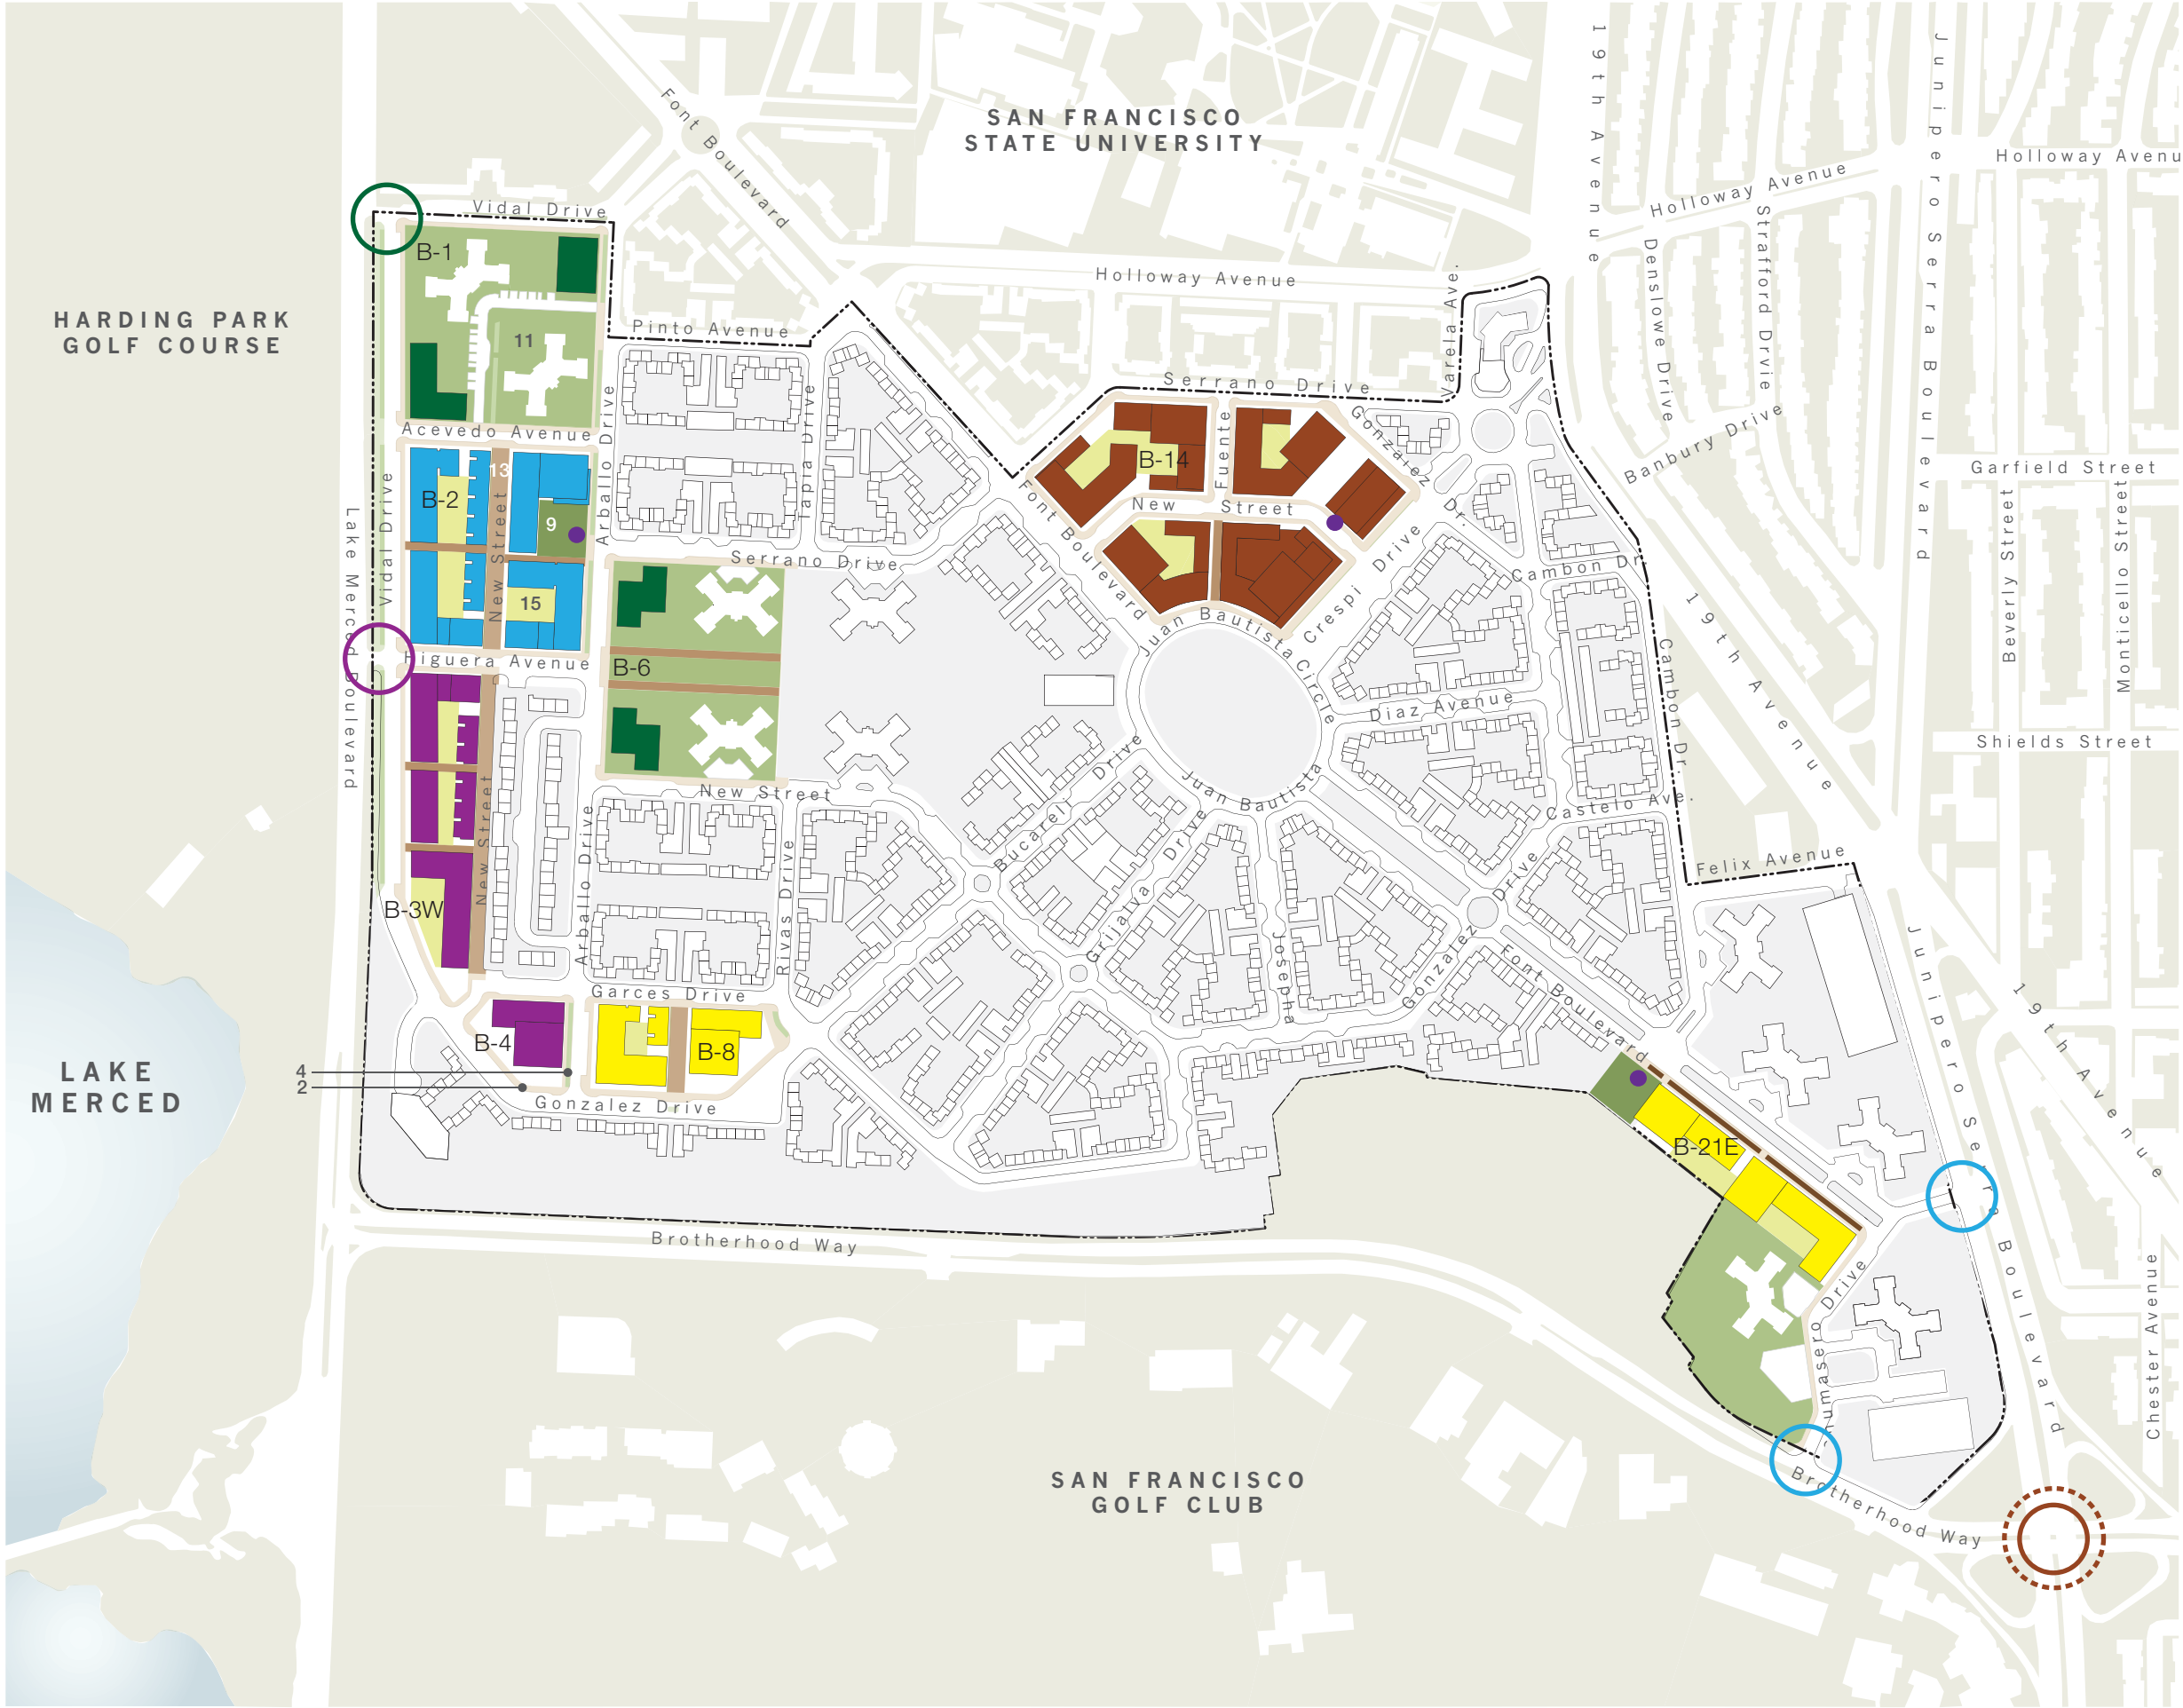 SAN FRANCISCO
STATE UNIVERSITY
HARDING PARK
GOLF COURSE
LAKE
MERCED
SAN FRANCISCO
GOLF CLUB
Font Boulevard
19th Avenue
Junipero Serra Boulevard
Holloway Avenu
Holloway Avenue
Strafford Drvie
Denslowe Drive
Banbury Drive
Vidal Drive
B-1
11
Holloway Avenue
Varela Ave.
Pinto Avenue
Serrano Drive
Acevedo Avenue
Arballo Drive
Tapia Drive
Gonzalez Dr.
Fuente
B-14
Garfield Street
Beverly Street
Monticello Street
13
B-2
9
15
New Street
Vidal Drive
Lake Merced Boulevard
Font Boulevard
New Street
Crespi Drive
Serrano Drive
Cambon Dr.
Juan Bautista Circle
19th Avenue
Cambon Dr.
Higuera Avenue
B-6
Diaz Avenue
Shields Street
New Street
New Street
Bucarel Drive
Juan Bautista
Castelo Ave.
Felix Avenue
Arballo Drive
Rivas Drive
Grijalva Drive
Josepha
Gonzalez Drive
B-3W
Garces Drive
Font Boulevard
Junipero Serra Boulevard
19th Avenue
B-4
B-8
4
2
Gonzalez Drive
B-21E
Brotherhood Way
Chumasero Drive
Chester Avenue
Brotherhood Way